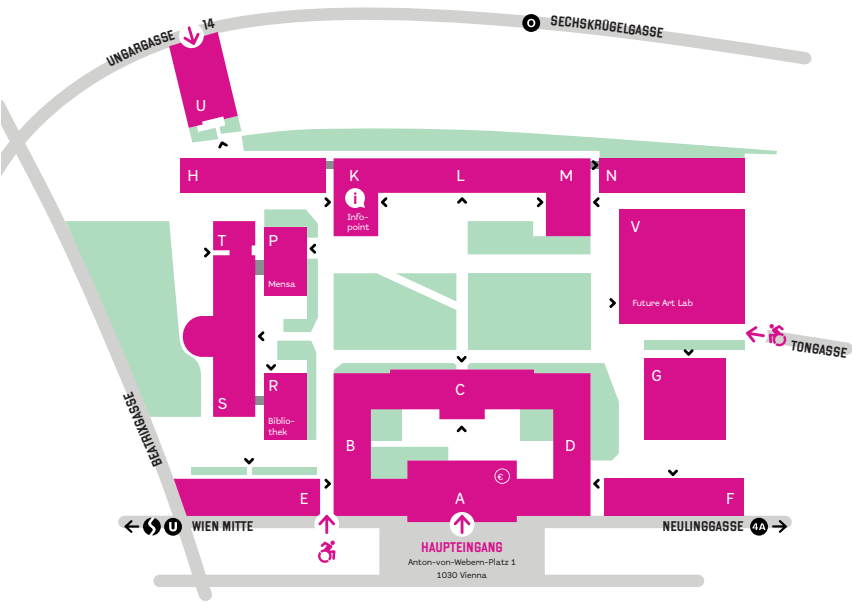 UNGARGASSE 14
O SECHSKRÜGELGASSE
U
H
K
L
M
N
i
Info-
point
T
P
V
Mensa
Future Art Lab
TONGASSE
G
C
R
S
Biblio-
thek
BEATRIXGASSE
B
D
€
E
A
F
U WIEN MITTE
NEULINGGASSE 4A
HAUPTEINGANG
Anton-von-Webern-Platz 1
1030 Vienna